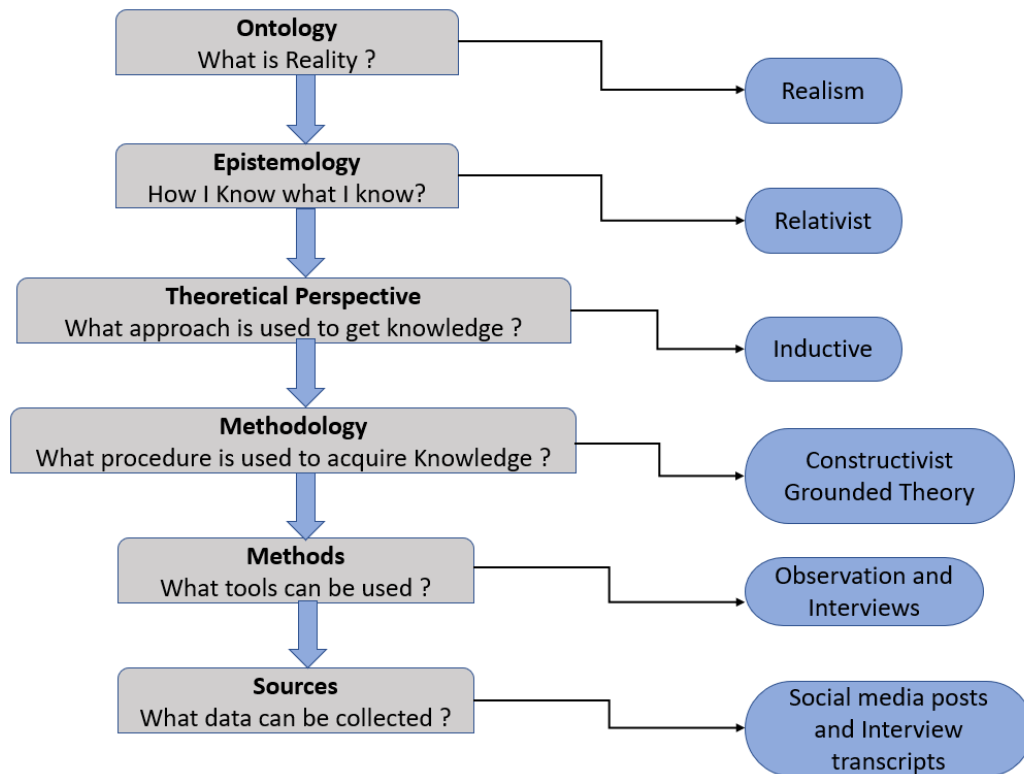 Ontology
What is Reality ?
Realism
Epistemology
How I Know what I know?
Relativist
Theoretical Perspective
What approach is used to get knowledge ?
Inductive
Methodology
What procedure is used to acquire Knowledge ?
Constructivist
Grounded Theory
Methods
What tools can be used ?
Observation and
Interviews
Sources
What data can be collected ?
Social media posts
and Interview
transcripts